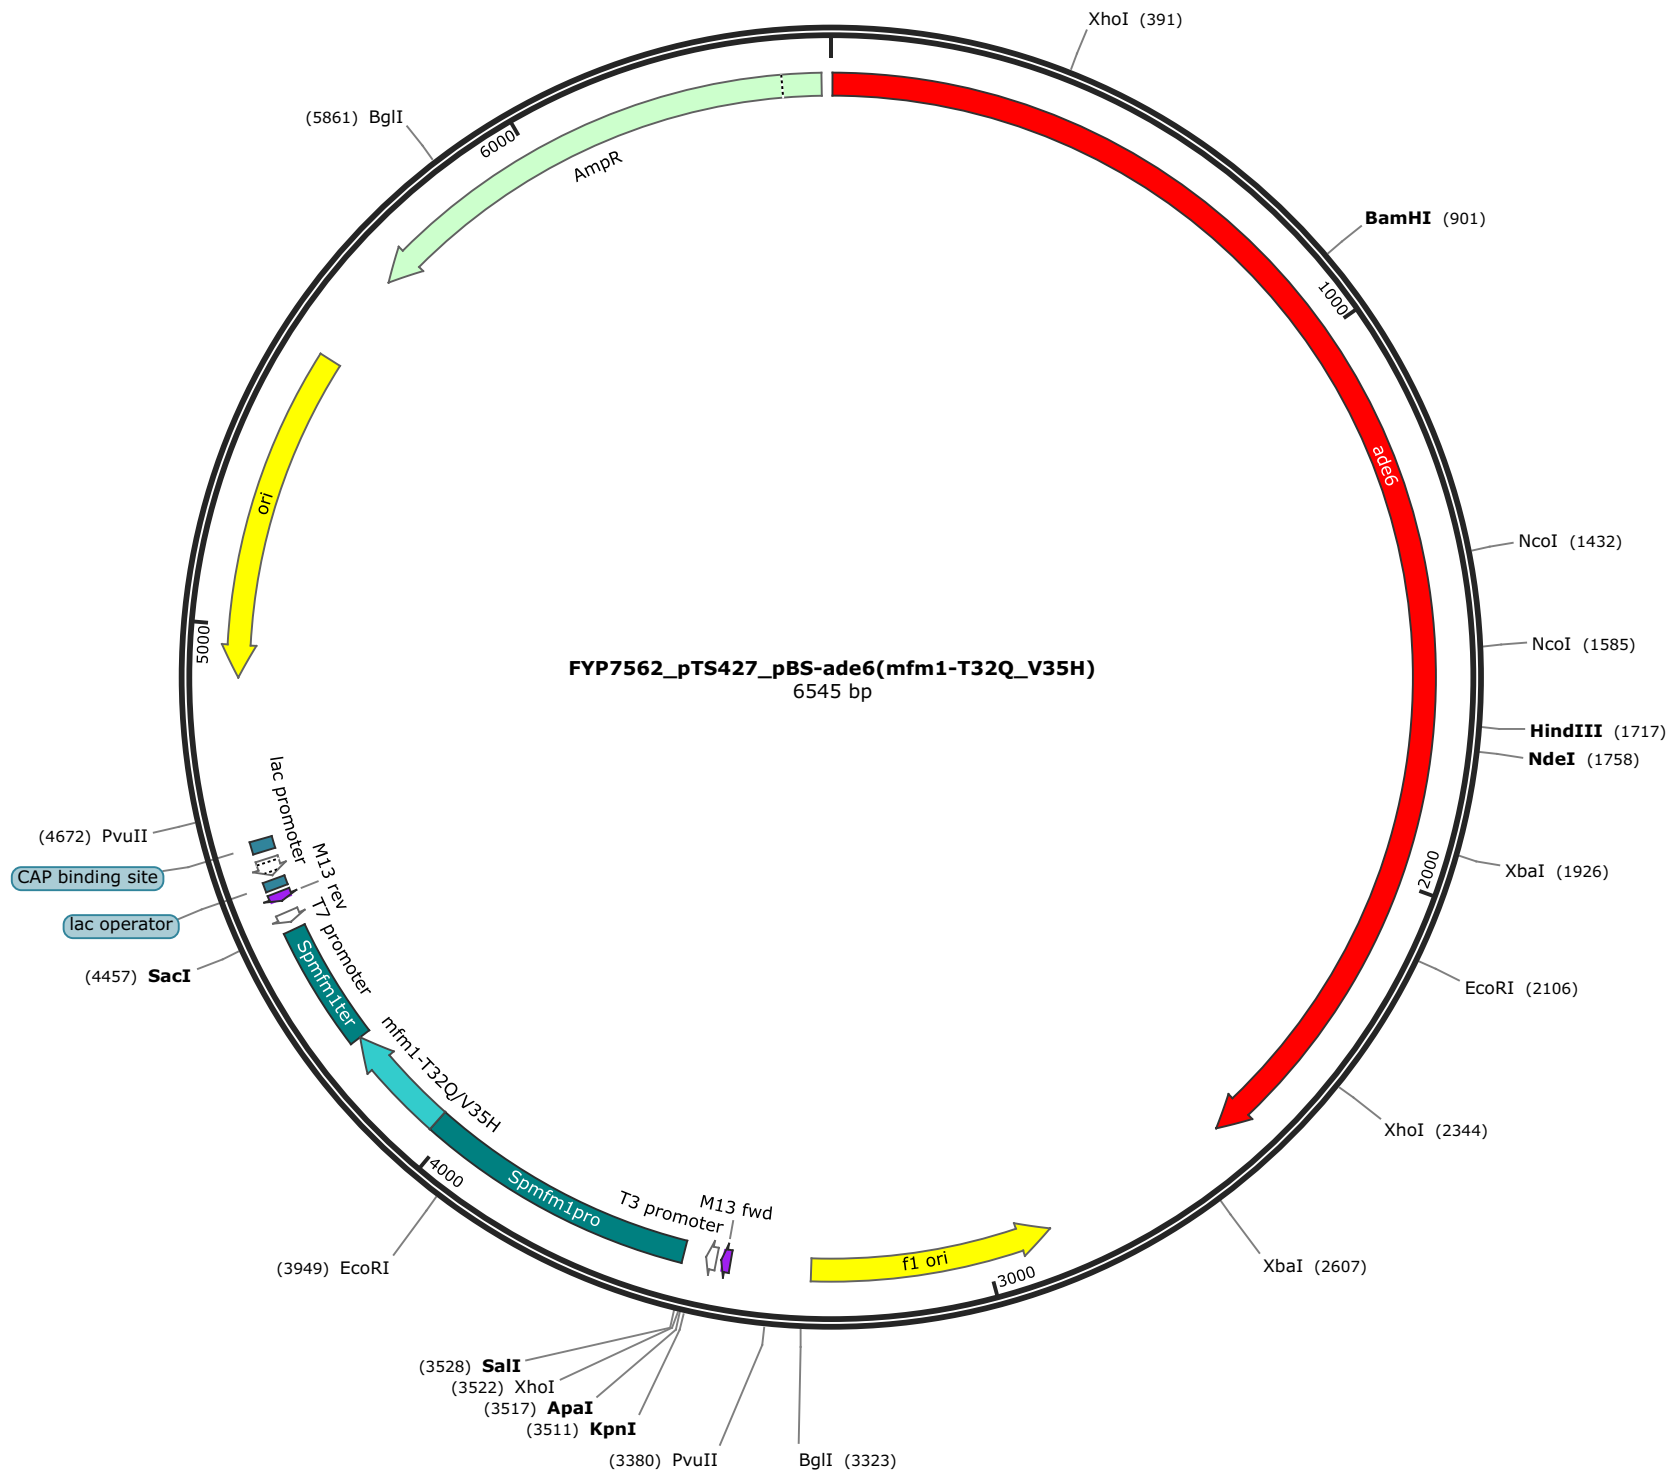 XhoI (391)
(5861) BglI
6000
AmpR
BamHI (901)
1000
ade6
ori
NcoI (1432)
5000
NcoI (1585)
FYP7562_pTS427_pBS-ade6(mfm1-T32Q_V35H)
6545 bp
HindIII (1717)
NdeI (1758)
lac promoter
(4672) PvuII
M13 rev
CAP binding site
2000
XbaI (1926)
T7 promoter
lac operator
Spmfm1ter
(4457) SacI
EcoRI (2106)
mfm1-T32Q/V35H
XhoI (2344)
4000
Spmfm1pro
T3 promoter
M13 fwd
f1 ori
3000
(3949) EcoRI
XbaI (2607)
(3528) SalI
(3522) XhoI
(3517) ApaI
(3511) KpnI
(3380) PvuII
BglI (3323)